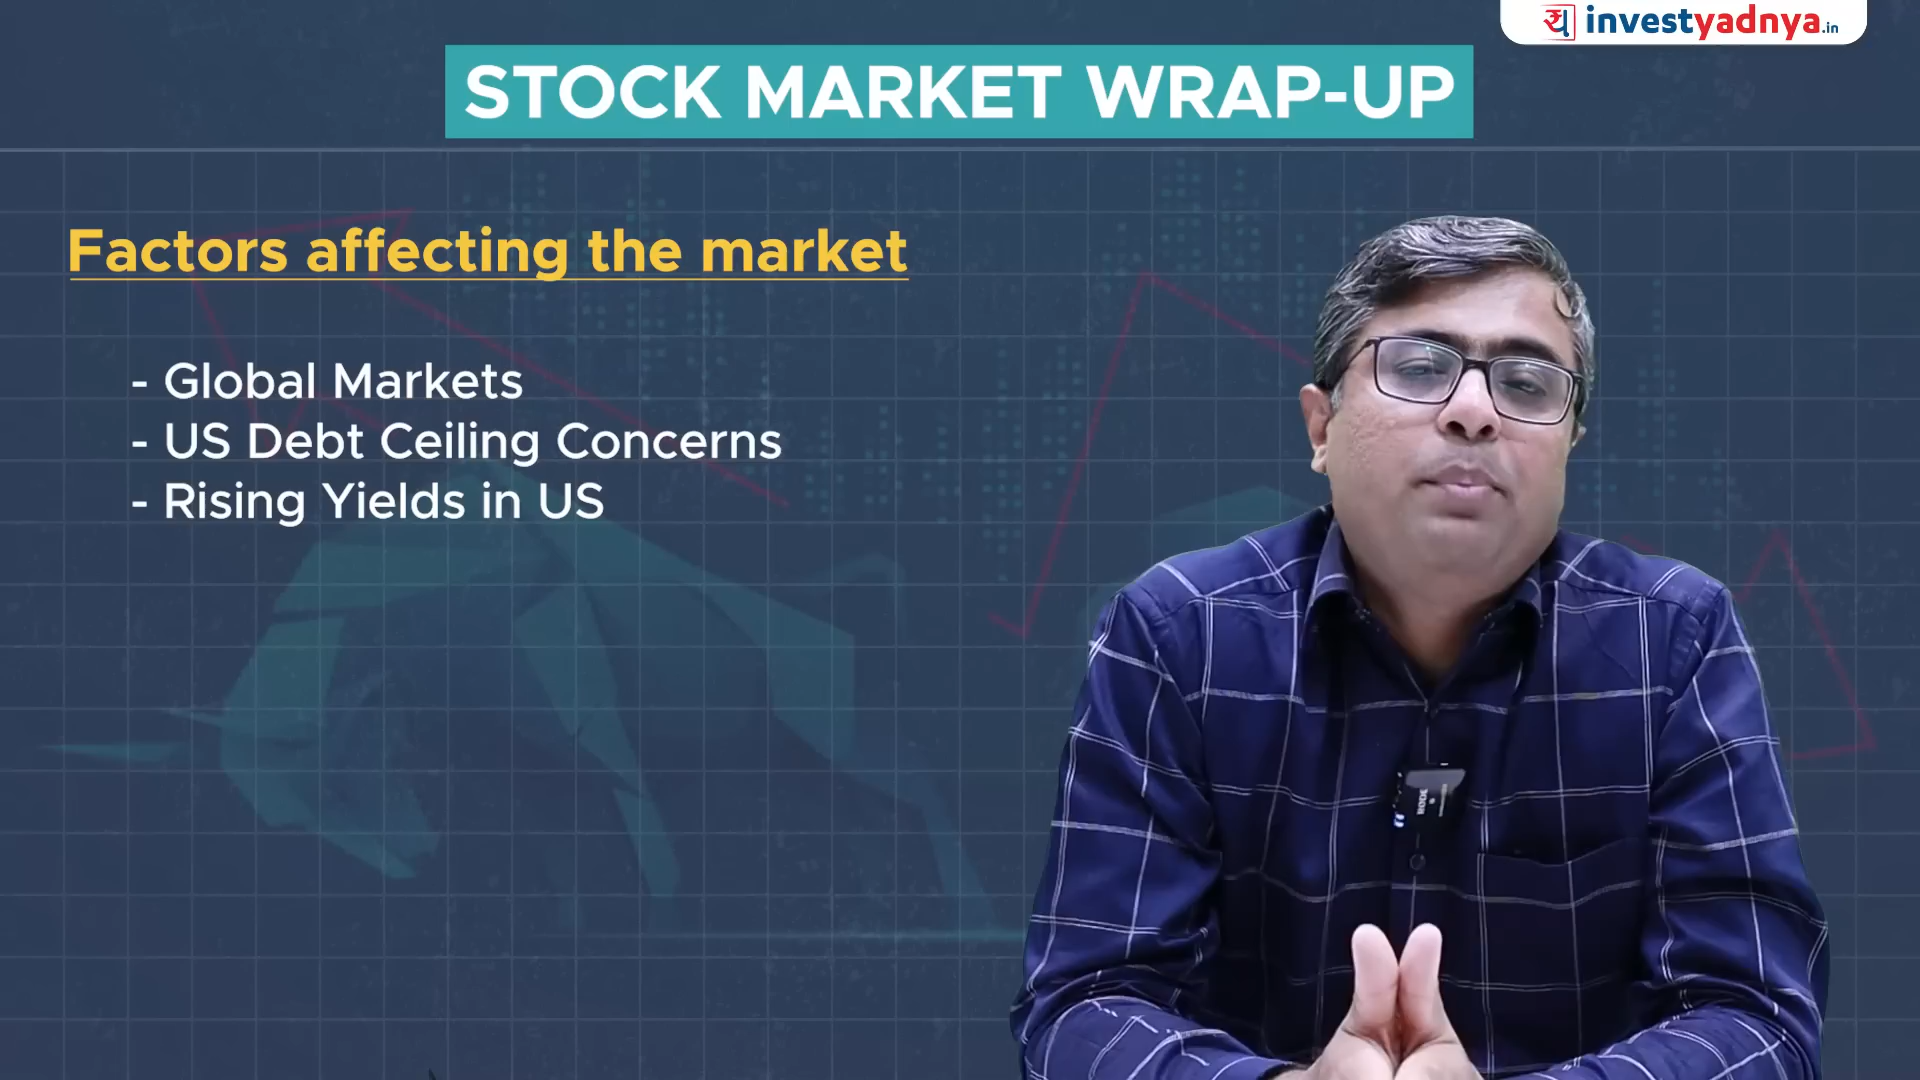 यु investyadnya.in
STOCK MARKET WRAP-UP
Factors affecting the market
- Global Markets
- US Debt Ceiling Concerns
- Rising Yields in US
RODE